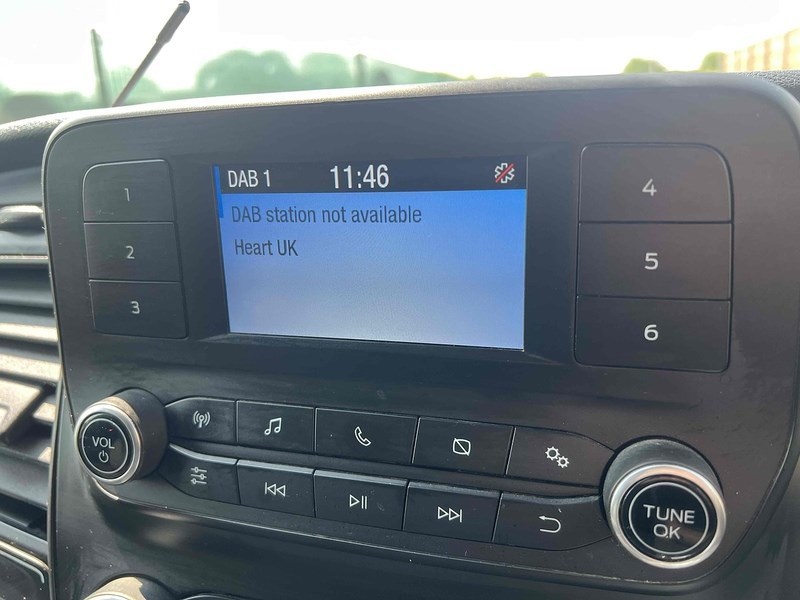 DAB 1 11:46
DAB station not available
Heart UK
1
2
3
4
5
6
VOL
TUNE
OK